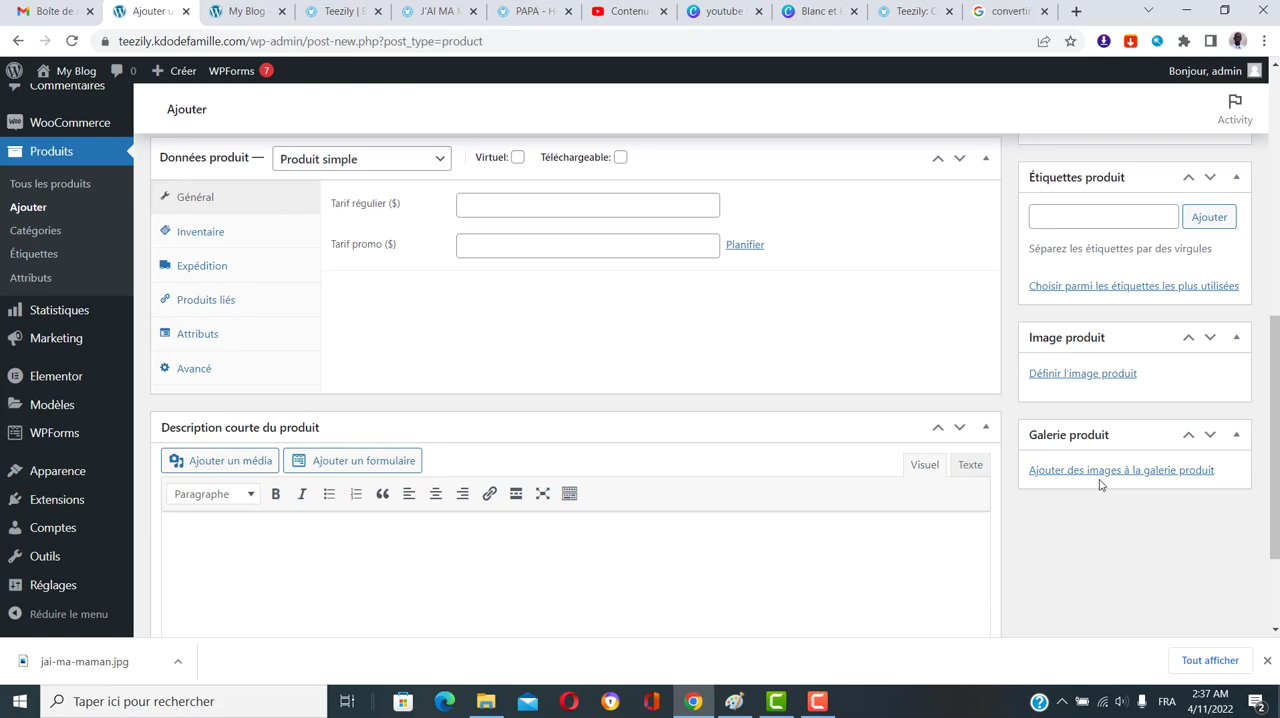 Boîte de
Ajouter u
My Blog
Teezily | B
J'AI MA M
PAPA - H
Contenu
youtube
Blanc et E
Teezily: C
convertir
teezily.kdodefamille.com/wp-admin/post-new.php?post_type=product
My Blog
0
Créer
WPForms
7
Bonjour, admin
Commentaires
WooCommerce
Produits
Tous les produits
Ajouter
Catégories
Étiquettes
Attributs
Statistiques
Marketing
Elementor
Modèles
WPForms
Apparence
Extensions
Comptes
Outils
Réglages
Réduire le menu
Ajouter
Activity
Données produit —
Produit simple
Virtuel:
Téléchargeable:
Général
Inventaire
Expédition
Produits liés
Attributs
Avancé
Tarif régulier ($)
Tarif promo ($)
Planifier
Description courte du produit
Ajouter un média
Ajouter un formulaire
Visuel
Texte
Paragraphe
B
I
Étiquettes produit
Ajouter
Séparez les étiquettes par des virgules
Choisir parmi les étiquettes les plus utilisées
Image produit
Définir l'image produit
Galerie produit
Ajouter des images à la galerie produit
jai-ma-maman.jpg
Tout afficher
Taper ici pour rechercher
FRA
2:37 AM
4/11/2022
2